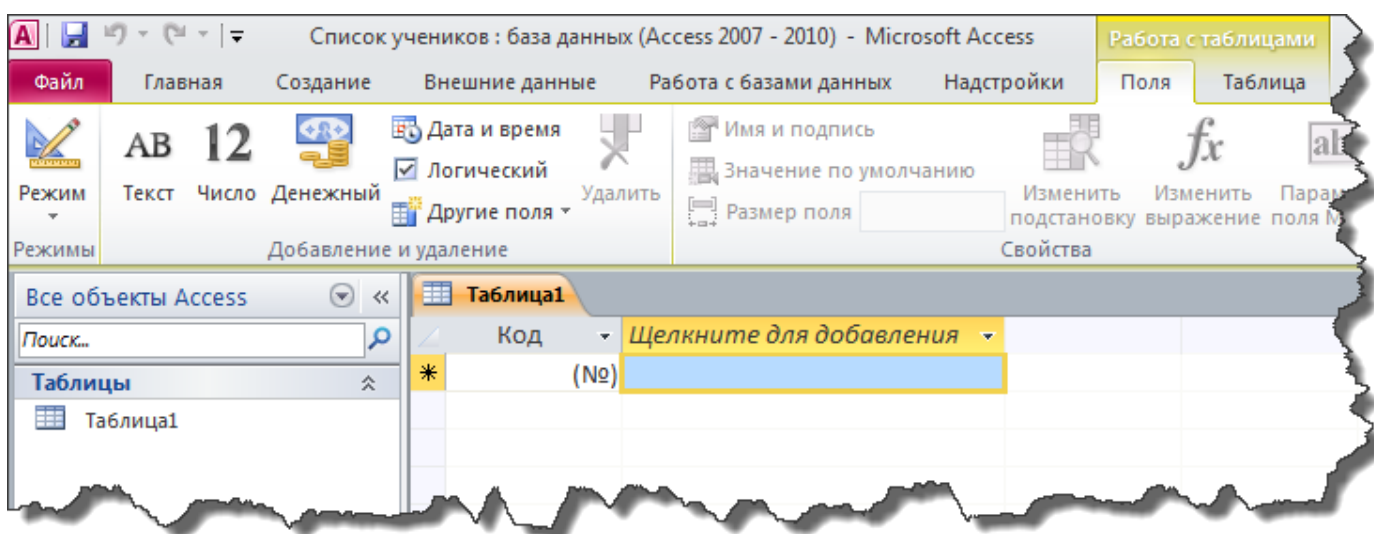 Список учеников : база данных (Access 2007 - 2010) - Microsoft Access
Работа с таблицами
Файл Главная Создание Внешние данные Работа с базами данных Надстройки Поля Таблица
Режим
Режимы
AB Текст
12 Число
Денежный
Дата и время
Логический
Другие поля
Удалить
Добавление и удаление
Имя и подпись
Значение по умолчанию
Размер поля
Изменить подстановку
fx Изменить выражение
ab
поля
Свойства
Все объекты Access
Поиск...
Таблицы
Таблица1
Таблица1
Код Щелкните для добавления
(№)